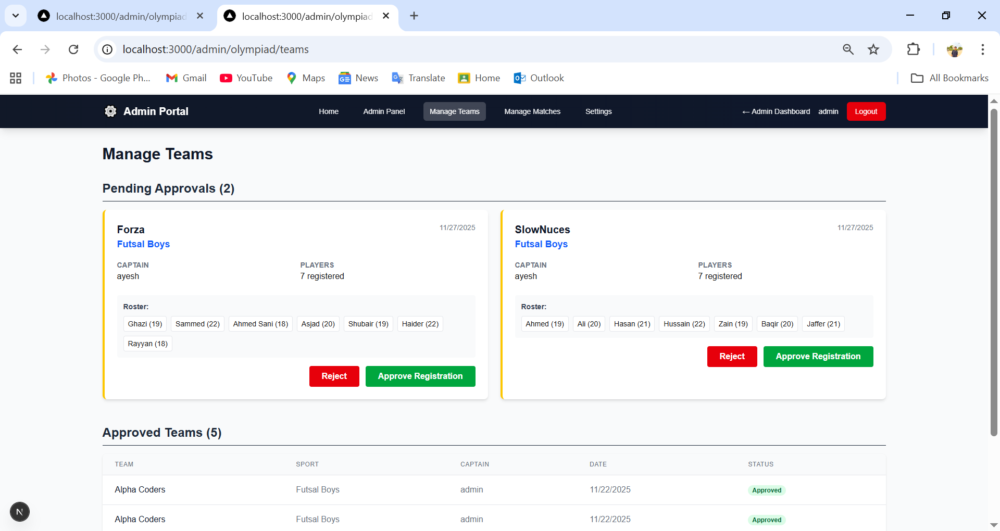 localhost:3000/admin/olympiad
localhost:3000/admin/olympiad
localhost:3000/admin/olympiad/teams
Photos - Google Ph...
Gmail
YouTube
Maps
News
Translate
Home
Outlook
All Bookmarks
Admin Portal
Home
Admin Panel
Manage Teams
Manage Matches
Settings
← Admin Dashboard
admin
Logout
Manage Teams
Pending Approvals (2)
Forza
11/27/2025
Futsal Boys
CAPTAIN
PLAYERS
ayesh
7 registered
Roster:
Ghazi (19)
Sammed (22)
Ahmed Sani (18)
Asjad (20)
Shubair (19)
Haider (22)
Rayyan (18)
Reject
Approve Registration
SlowNuces
11/27/2025
Futsal Boys
CAPTAIN
PLAYERS
ayesh
7 registered
Roster:
Ahmed (19)
Ali (20)
Hasan (21)
Hussain (22)
Zain (19)
Baqir (20)
Jaffer (21)
Reject
Approve Registration
Approved Teams (5)
TEAM
SPORT
CAPTAIN
DATE
STATUS
Alpha Coders
Futsal Boys
admin
11/22/2025
Approved
Alpha Coders
Futsal Boys
admin
11/22/2025
Approved
N